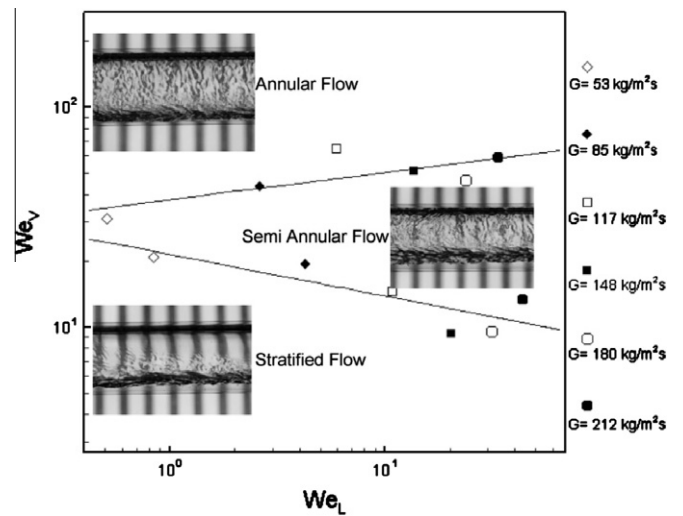 Annular Flow
Semi Annular Flow
Stratified Flow
10²
10¹
10⁰
10¹
We_V
We_L
G= 53 kg/m²s
G= 85 kg/m²s
G= 117 kg/m²s
G= 148 kg/m²s
G= 180 kg/m²s
G= 212 kg/m²s